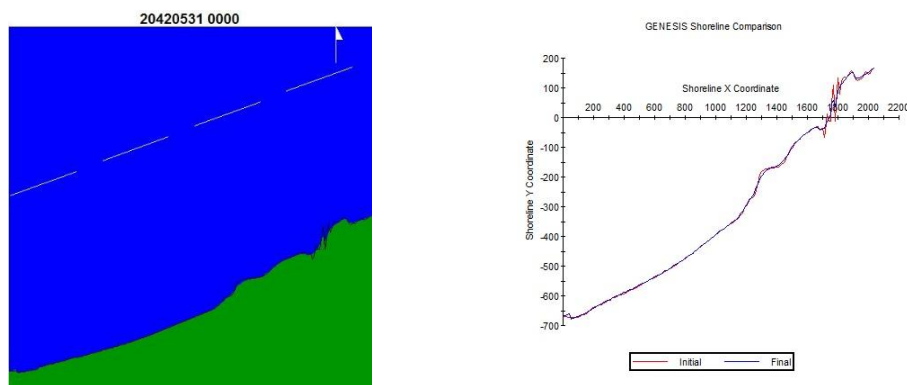 20420531 0000
GENESIS Shoreline Comparison
200
100
0
-100
-200
-300
-400
-500
-600
-700
Shoreline Y Coordinate
Shoreline X Coordinate
200 400 600 800 1000 1200 1400 1600 1800 2000 2200
Initial Final